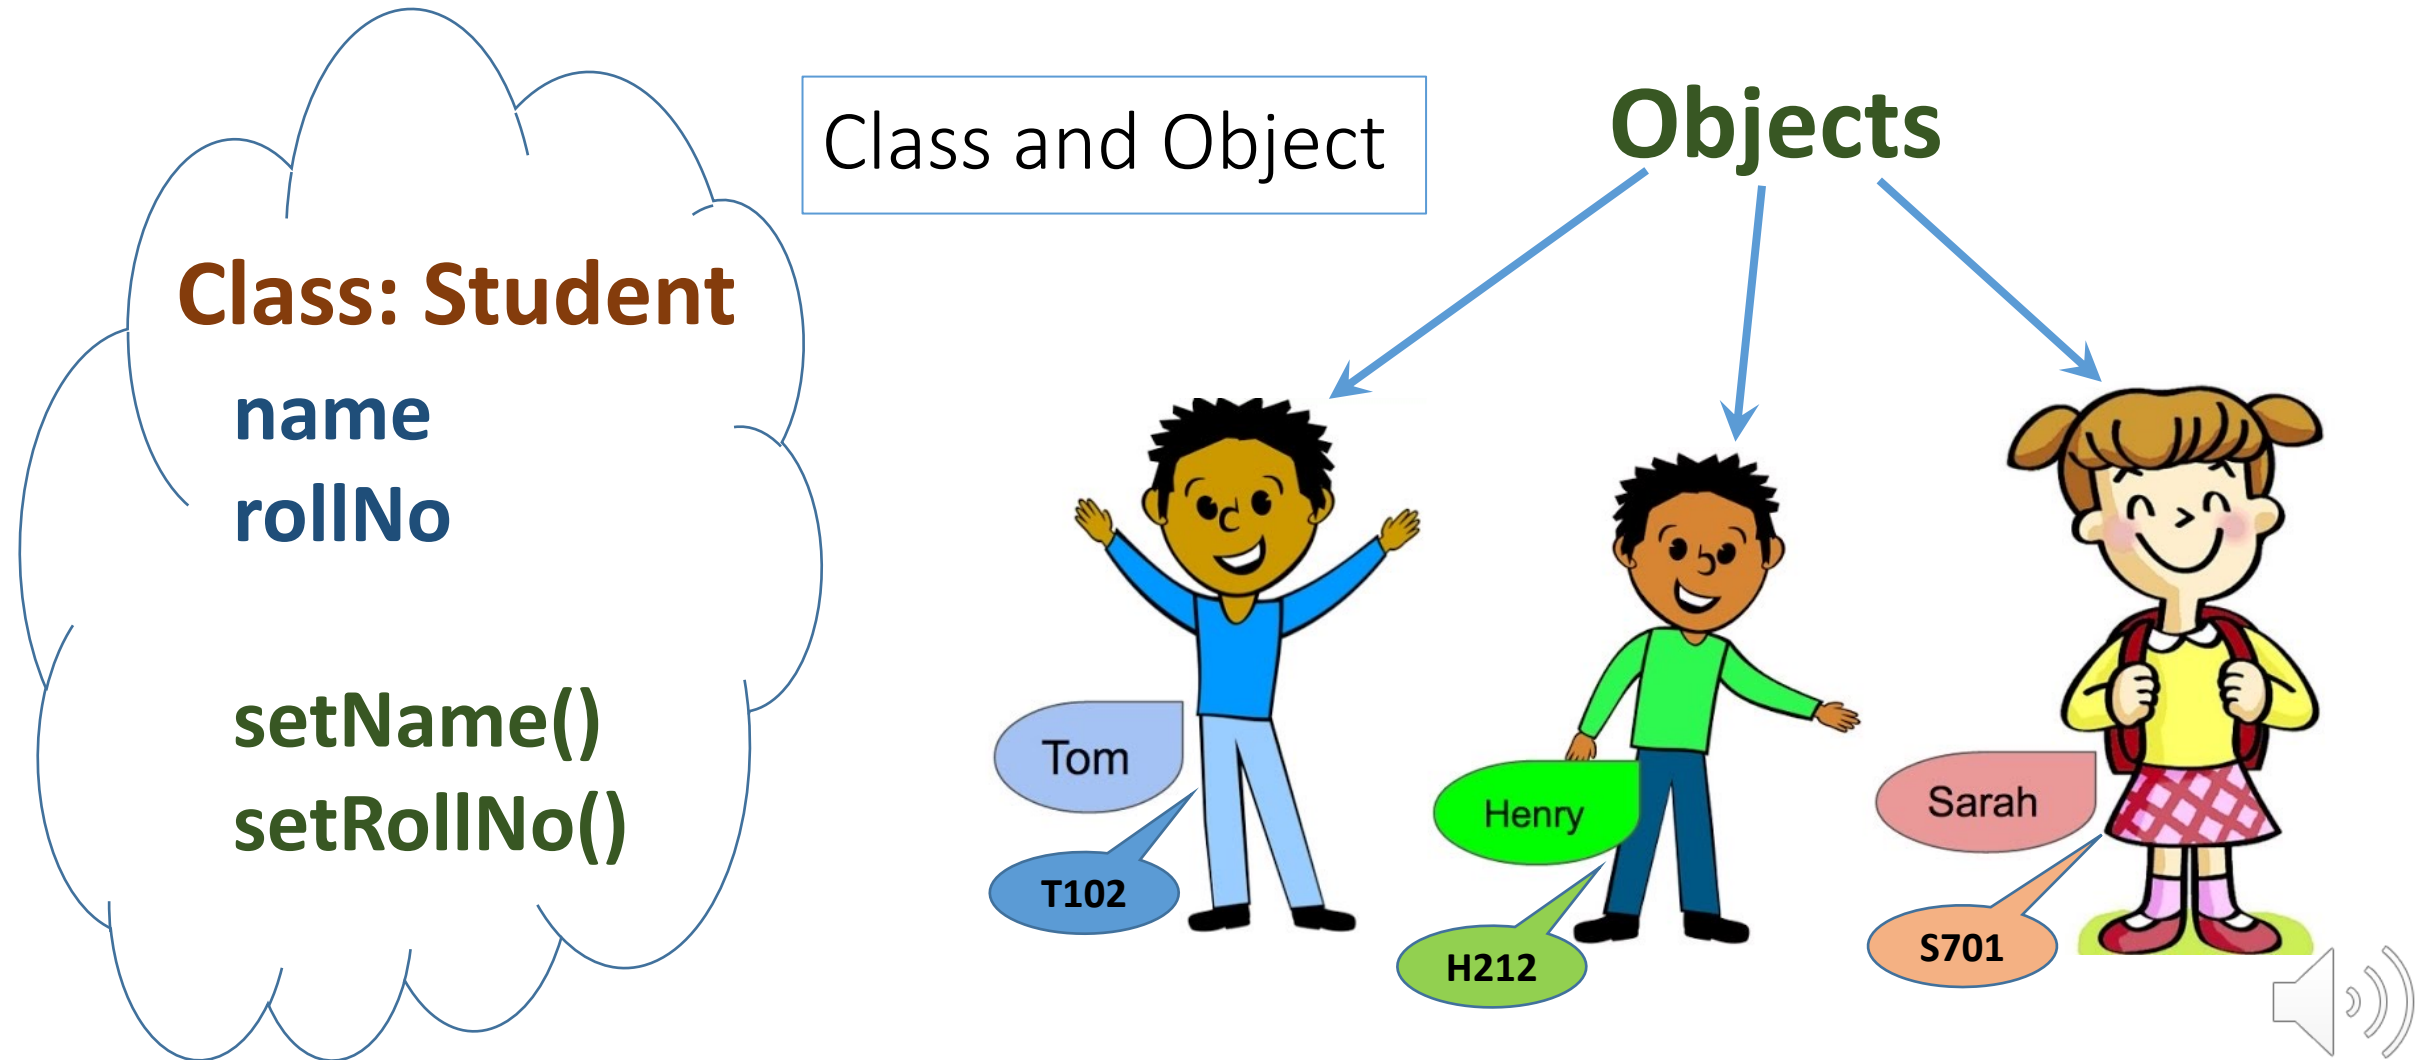 Class and Object
Objects
Class: Student
name
rollNo
setName()
setRollNo()
Tom
T102
Henry
H212
Sarah
S701